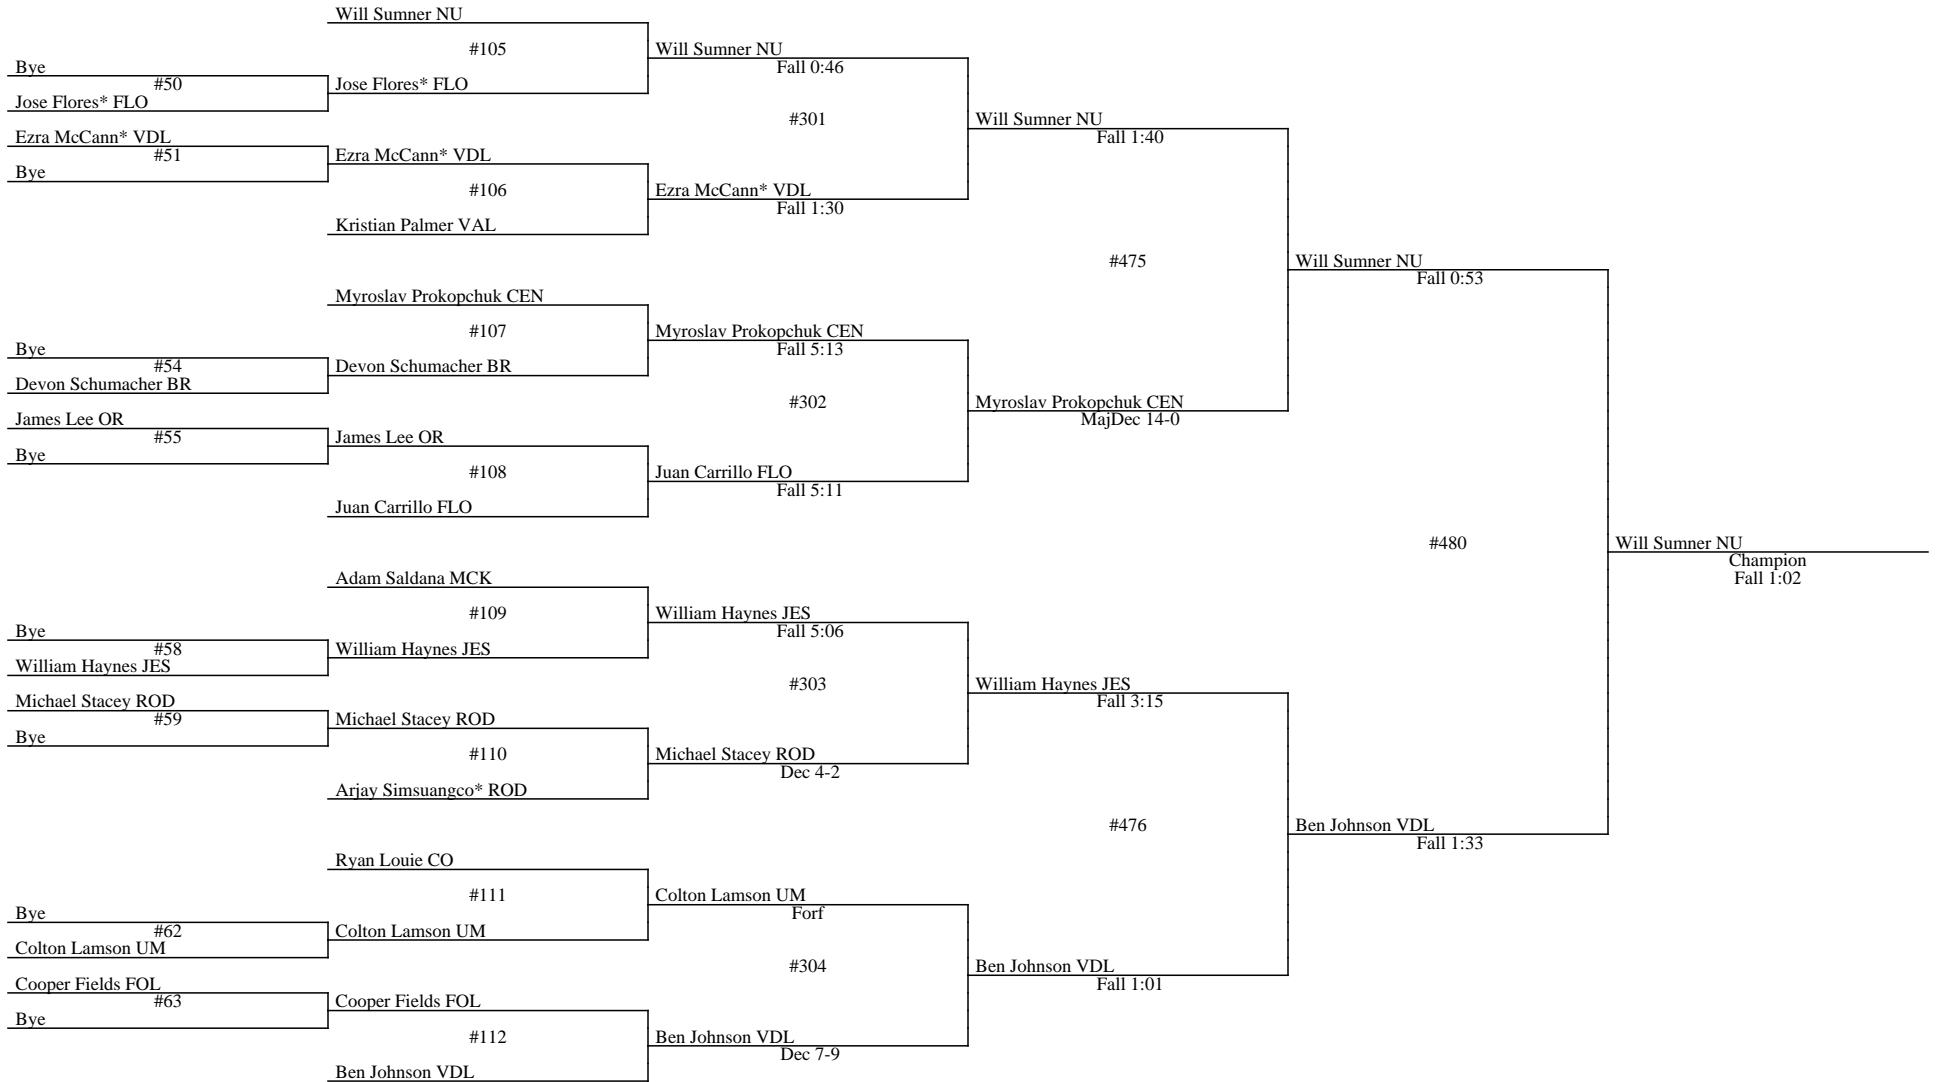 Will Sumner NU
#105
Will Sumner NU
Fall 0:46
Bye
#50
Jose Flores* FLO
Jose Flores* FLO
#301
Will Sumner NU
Fall 1:40
Ezra McCann* VDL
#51
Ezra McCann* VDL
Bye
#106
Ezra McCann* VDL
Fall 1:30
Kristian Palmer VAL
#475
Will Sumner NU
Fall 0:53
Myroslav Prokopchuk CEN
#107
Myroslav Prokopchuk CEN
Fall 5:13
Bye
#54
Devon Schumacher BR
Devon Schumacher BR
#302
Myroslav Prokopchuk CEN
MajDec 14-0
James Lee OR
#55
James Lee OR
Bye
#108
Juan Carrillo FLO
Fall 5:11
Juan Carrillo FLO
#480
Will Sumner NU
Champion
Fall 1:02
Adam Saldana MCK
#109
William Haynes JES
Fall 5:06
Bye
#58
William Haynes JES
William Haynes JES
#303
William Haynes JES
Fall 3:15
Michael Stacey ROD
#59
Michael Stacey ROD
Bye
#110
Michael Stacey ROD
Dec 4-2
Arjay Simsuangco* ROD
#476
Ben Johnson VDL
Fall 1:33
Ryan Louie CO
#111
Colton Lamson UM
Forf
Bye
#62
Colton Lamson UM
Colton Lamson UM
#304
Ben Johnson VDL
Fall 1:01
Cooper Fields FOL
#63
Cooper Fields FOL
Bye
#112
Ben Johnson VDL
Dec 7-9
Ben Johnson VDL